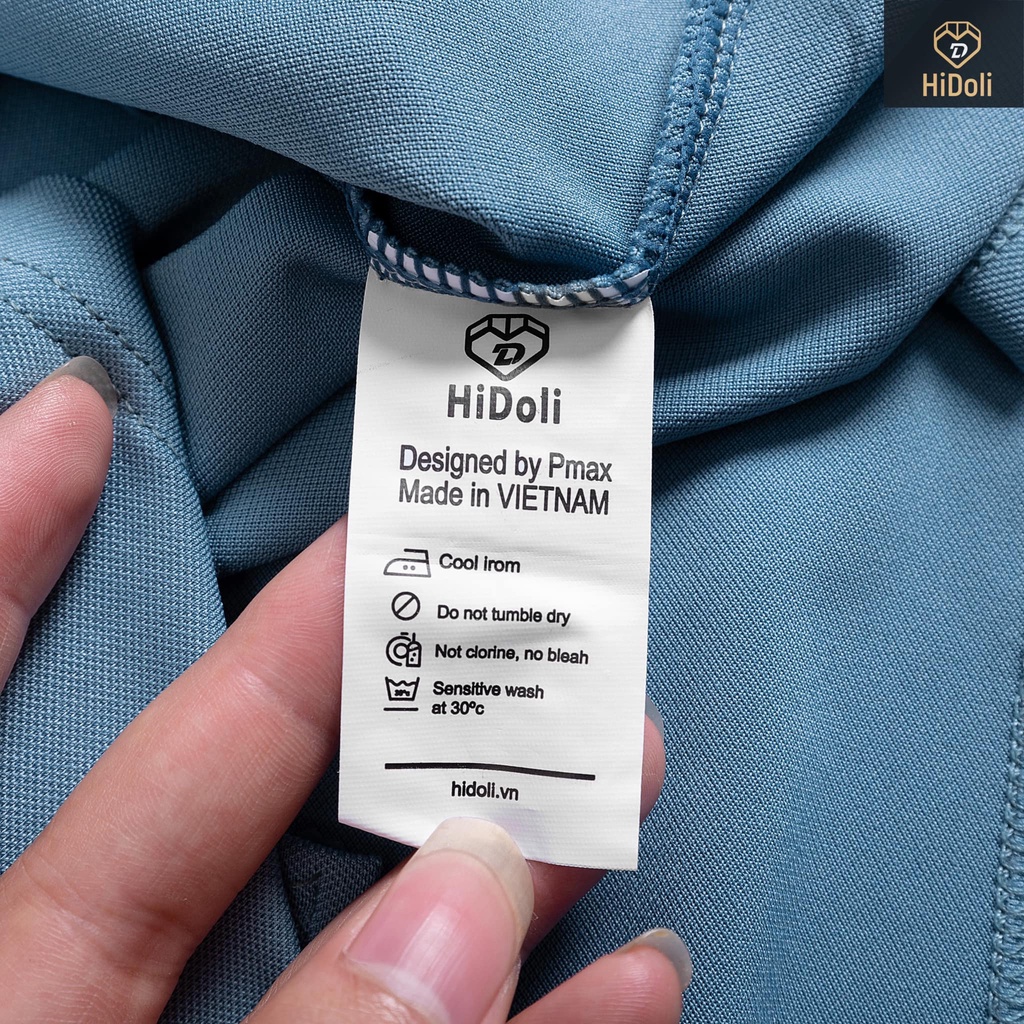 HiDoli
D
HiDoli
Designed by Pmax
Made in VIETNAM
Cool irom
Do not tumble dry
Not clorine, no bleah
30°c
Sensitive wash
at 30ºc
hidoli.vn